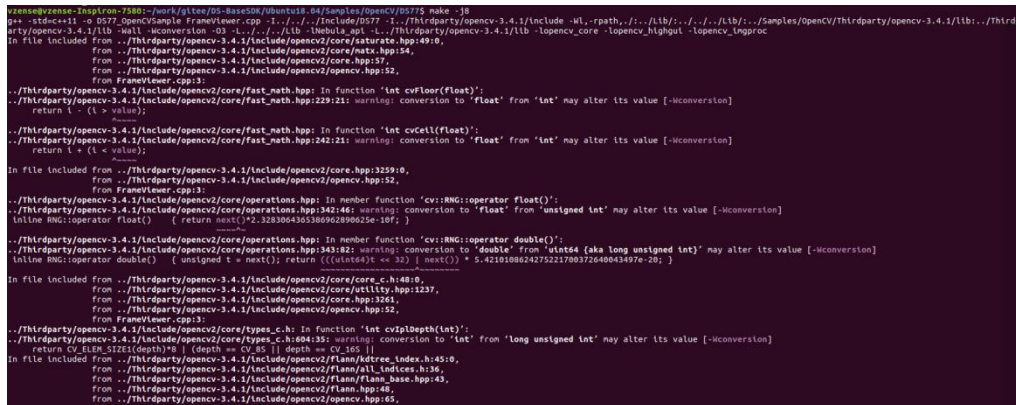 vzense@vzense-Inspiron-7580:~/work/gitee/DS-BaseSDK/Ubuntu18.04/Samples/OpenCV/DS77$ make -j8
g++ -std=c++11 -o DS77_OpenCVSample FrameViewer.cpp -I../../../Include/DS77 -I../Thirdparty/opencv-3.4.1/include -Wl,-rpath,./:../Lib/:../../../Lib/:../Samples/OpenCV/Thirdparty/opencv-3.4.1/lib:../Third
arty/opencv-3.4.1/lib -Wall -Wconversion -O3 -L../../../Lib -lNebula_api -L../Thirdparty/opencv-3.4.1/lib -lopencv_core -lopencv_highgui -lopencv_imgproc
In file included from ../Thirdparty/opencv-3.4.1/include/opencv2/core/saturate.hpp:49:0,
from ../Thirdparty/opencv-3.4.1/include/opencv2/core/matx.hpp:54,
from ../Thirdparty/opencv-3.4.1/include/opencv2/core.hpp:57,
from ../Thirdparty/opencv-3.4.1/include/opencv2/opencv.hpp:52,
from FrameViewer.cpp:3:
../Thirdparty/opencv-3.4.1/include/opencv2/core/fast_math.hpp: In function ‘int cvFloor(float)’:
../Thirdparty/opencv-3.4.1/include/opencv2/core/fast_math.hpp:229:21: warning: conversion to ‘float’ from ‘int’ may alter its value [-Wconversion]
return i - (i > value);
^~~~~
../Thirdparty/opencv-3.4.1/include/opencv2/core/fast_math.hpp: In function ‘int cvCeil(float)’:
../Thirdparty/opencv-3.4.1/include/opencv2/core/fast_math.hpp:242:21: warning: conversion to ‘float’ from ‘int’ may alter its value [-Wconversion]
return i + (i < value);
^~~~~
In file included from ../Thirdparty/opencv-3.4.1/include/opencv2/core.hpp:3259:0,
from ../Thirdparty/opencv-3.4.1/include/opencv2/opencv.hpp:52,
from FrameViewer.cpp:3:
../Thirdparty/opencv-3.4.1/include/opencv2/core/operations.hpp: In member function ‘cv::RNG::operator float()’:
../Thirdparty/opencv-3.4.1/include/opencv2/core/operations.hpp:342:46: warning: conversion to ‘float’ from ‘unsigned int’ may alter its value [-Wconversion]
inline RNG::operator float() { return next()*2.3283064365386962890625e-10f; }
~~~~^~
../Thirdparty/opencv-3.4.1/include/opencv2/core/operations.hpp: In member function ‘cv::RNG::operator double()’:
../Thirdparty/opencv-3.4.1/include/opencv2/core/operations.hpp:343:82: warning: conversion to ‘double’ from ‘uint64 {aka long unsigned int}’ may alter its value [-Wconversion]
inline RNG::operator double() { unsigned t = next(); return (((uint64)t << 32) | next()) * 5.4210108624275221700372640043497e-20; }
~~~~~~~~~~~~~~~~~~~^~~~~~~~~
In file included from ../Thirdparty/opencv-3.4.1/include/opencv2/core/core_c.h:48:0,
from ../Thirdparty/opencv-3.4.1/include/opencv2/core/utility.hpp:1237,
from ../Thirdparty/opencv-3.4.1/include/opencv2/core.hpp:3261,
from ../Thirdparty/opencv-3.4.1/include/opencv2/opencv.hpp:52,
from FrameViewer.cpp:3:
../Thirdparty/opencv-3.4.1/include/opencv2/core/types_c.h: In function ‘int cvIplDepth(int)’:
../Thirdparty/opencv-3.4.1/include/opencv2/core/types_c.h:604:35: warning: conversion to ‘int’ from ‘long unsigned int’ may alter its value [-Wconversion]
return CV_ELEM_SIZE1(depth)*8 | (depth == CV_8S || depth == CV_16S ||
In file included from ../Thirdparty/opencv-3.4.1/include/opencv2/flann/kdtree_index.h:45:0,
from ../Thirdparty/opencv-3.4.1/include/opencv2/flann/all_indices.h:36,
from ../Thirdparty/opencv-3.4.1/include/opencv2/flann/flann_base.hpp:43,
from ../Thirdparty/opencv-3.4.1/include/opencv2/flann.hpp:48,
from ../Thirdparty/opencv-3.4.1/include/opencv2/opencv.hpp:65,